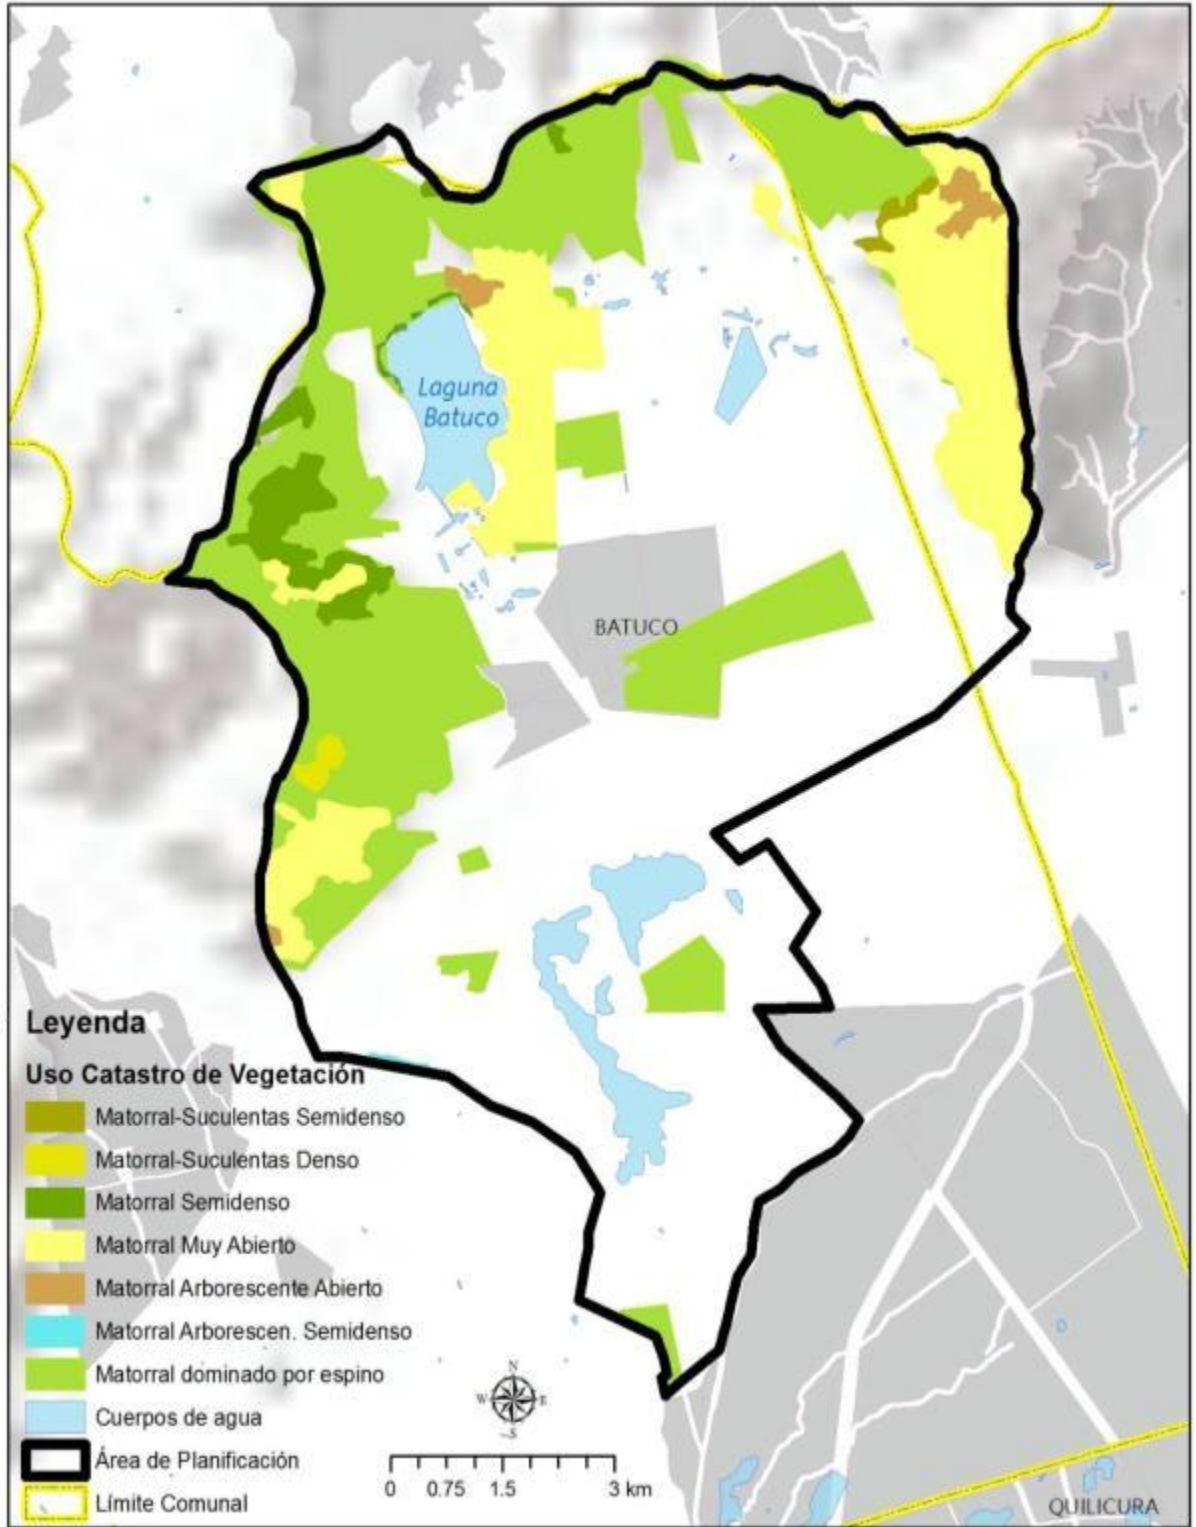 Laguna
Batuco
BATUCO
Leyenda
Uso Catastro de Vegetación
Matorral-Suculentas Semidenso
Matorral-Suculentas Denso
Matorral Semidenso
Matorral Muy Abierto
Matorral Arborescente Abierto
Matorral Arborescen. Semidenso
Matorral dominado por espino
Cuerpos de agua
Área de Planificación
Límite Comunal
N
W E
S
0 0.75 1.5 3 km
QUILICURA